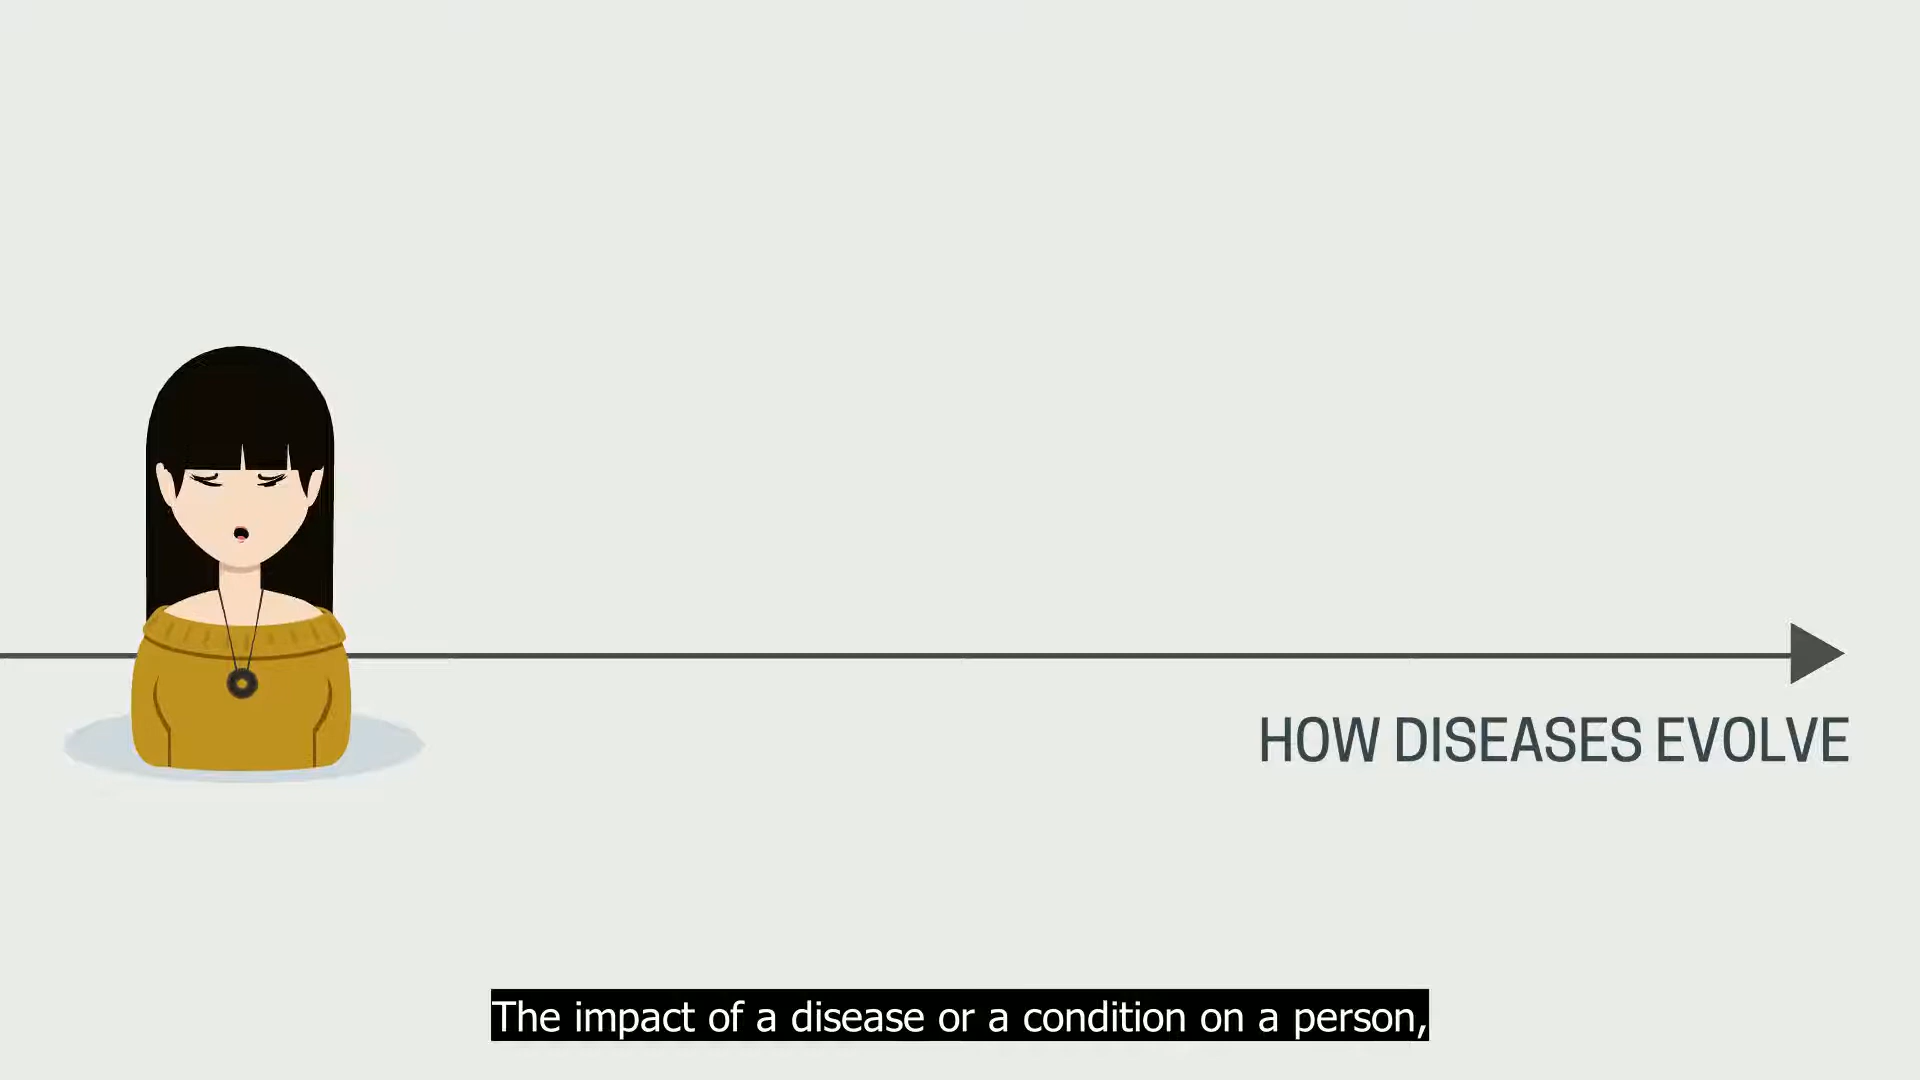 HOW DISEASES EVOLVE
The impact of a disease or a condition on a person,